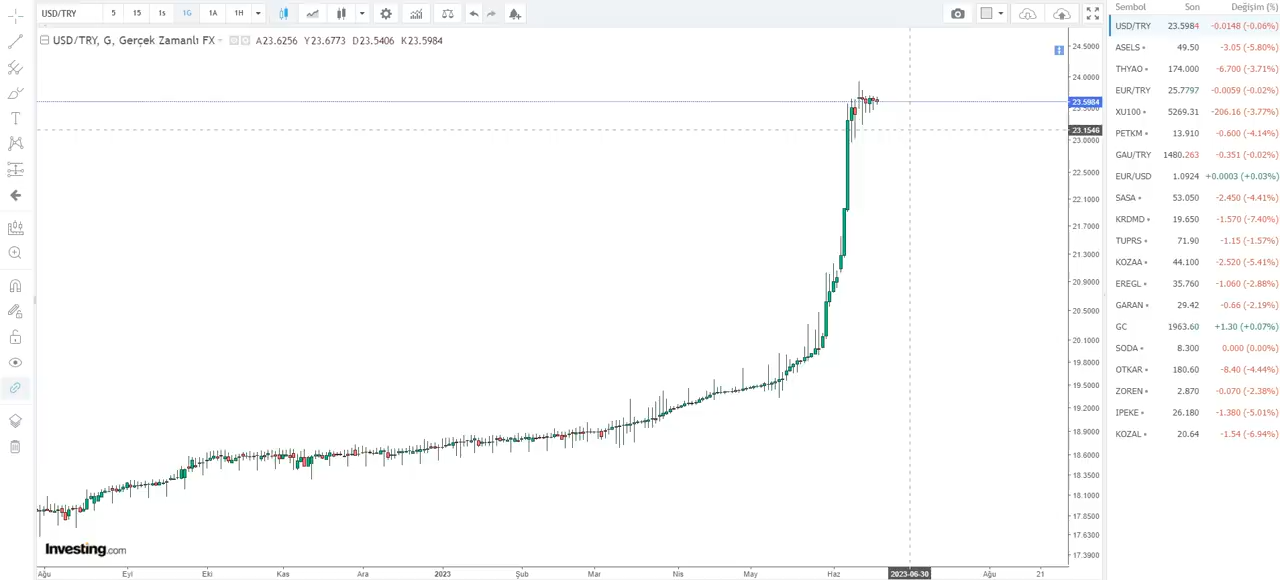 USD/TRY 5 15 1s 1G 1A 1H
USD/TRY, G, Gerçek Zamanlı FX A23.6256 Y23.6773 D23.5406 K23.5984
24.5000
24.0000
23.5984
23.5000
23.1546
23.0000
22.5000
22.1000
21.7000
21.3000
20.9000
20.5000
20.1000
19.8000
19.5000
19.2000
18.9000
18.6000
18.3500
18.1000
17.8500
17.6300
17.3900
Investing.com
Ağu Eyl Eki Kas Ara 2023 Şub Mar Nis May Haz 2023-06-30 Ağu 21
Sembol Son Değişim (%)
USD/TRY 23.5984 -0.0148 (-0.06%)
ASELS 49.50 -3.05 (-5.80%)
THYAO 174.000 -6.700 (-3.71%)
EUR/TRY 25.7797 -0.0059 (-0.02%)
XU100 5269.31 -206.16 (-3.77%)
PETKM 13.910 -0.600 (-4.14%)
GAU/TRY 1480.263 -0.351 (-0.02%)
EUR/USD 1.0924 +0.0003 (+0.03%)
SASA 53.050 -2.450 (-4.41%)
KRDMD 19.650 -1.570 (-7.40%)
TUPRS 71.90 -1.15 (-1.57%)
KOZAA 44.100 -2.520 (-5.41%)
EREGL 35.760 -1.060 (-2.88%)
GARAN 29.42 -0.66 (-2.19%)
GC 1963.60 +1.30 (+0.07%)
SODA 8.300 0.000 (0.00%)
OTKAR 180.60 -8.40 (-4.44%)
ZOREN 2.870 -0.070 (-2.38%)
IPEKE 26.180 -1.380 (-5.01%)
KOZAL 20.64 -1.54 (-6.94%)